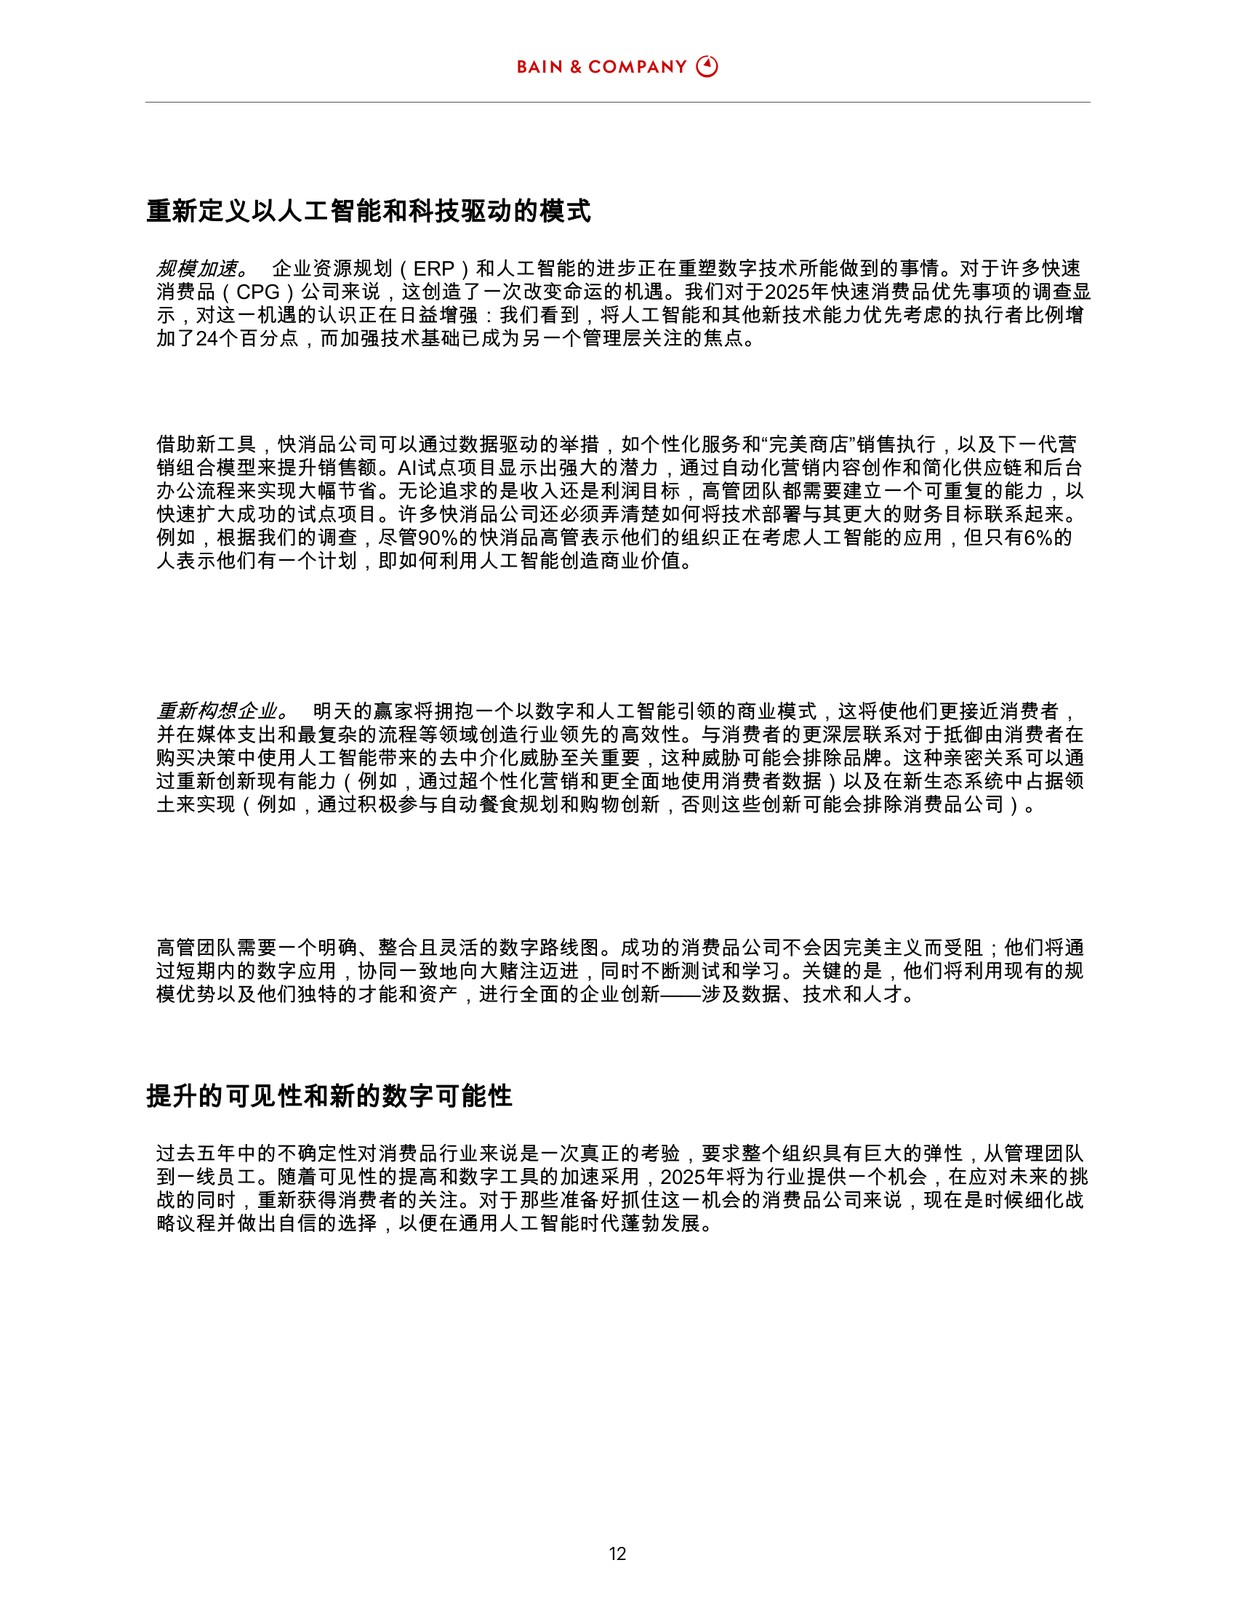 BAIN & COMPANY
重新定义以人工智能和科技驱动的模式
规模加速。 企业资源规划（ERP）和人工智能的进步正在重塑数字技术所能做到的事情。对于许多快速
消费品（CPG）公司来说，这创造了一次改变命运的机遇。我们对于2025年快速消费品优先事项的调查显
示，对这一机遇的认识正在日益增强：我们看到，将人工智能和其他新技术能力优先考虑的执行者比例增
加了24个百分点，而加强技术基础已成为另一个管理层关注的焦点。
借助新工具，快消品公司可以通过数据驱动的举措，如个性化服务和“完美商店”销售执行，以及下一代营
销组合模型来提升销售额。AI试点项目显示出强大的潜力，通过自动化营销内容创作和简化供应链和后台
办公流程来实现大幅节省。无论追求的是收入还是利润目标，高管团队都需要建立一个可重复的能力，以
快速扩大成功的试点项目。许多快消品公司还必须弄清楚如何将技术部署与其更大的财务目标联系起来。
例如，根据我们的调查，尽管90%的快消品高管表示他们的组织正在考虑人工智能的应用，但只有6%的
人表示他们有一个计划，即如何利用人工智能创造商业价值。
重新构想企业。 明天的赢家将拥抱一个以数字和人工智能引领的商业模式，这将使他们更接近消费者，
并在媒体支出和最复杂的流程等领域创造行业领先的高效性。与消费者的更深层联系对于抵御由消费者在
购买决策中使用人工智能带来的去中介化威胁至关重要，这种威胁可能会排除品牌。这种亲密关系可以通
过重新创新现有能力（例如，通过超个性化营销和更全面地使用消费者数据）以及在新生态系统中占据领
土来实现（例如，通过积极参与自动餐食规划和购物创新，否则这些创新可能会排除消费品公司）。
高管团队需要一个明确、整合且灵活的数字路线图。成功的消费品公司不会因完美主义而受阻；他们将通
过短期内的数字应用，协同一致地向大赌注迈进，同时不断测试和学习。关键的是，他们将利用现有的规
模优势以及他们独特的才能和资产，进行全面的企业创新——涉及数据、技术和人才。
提升的可见性和新的数字可能性
过去五年中的不确定性对消费品行业来说是一次真正的考验，要求整个组织具有巨大的弹性，从管理团队
到一线员工。随着可见性的提高和数字工具的加速采用，2025年将为行业提供一个机会，在应对未来的挑
战的同时，重新获得消费者的关注。对于那些准备好抓住这一机会的消费品公司来说，现在是时候细化战
略议程并做出自信的选择，以便在通用人工智能时代蓬勃发展。
12